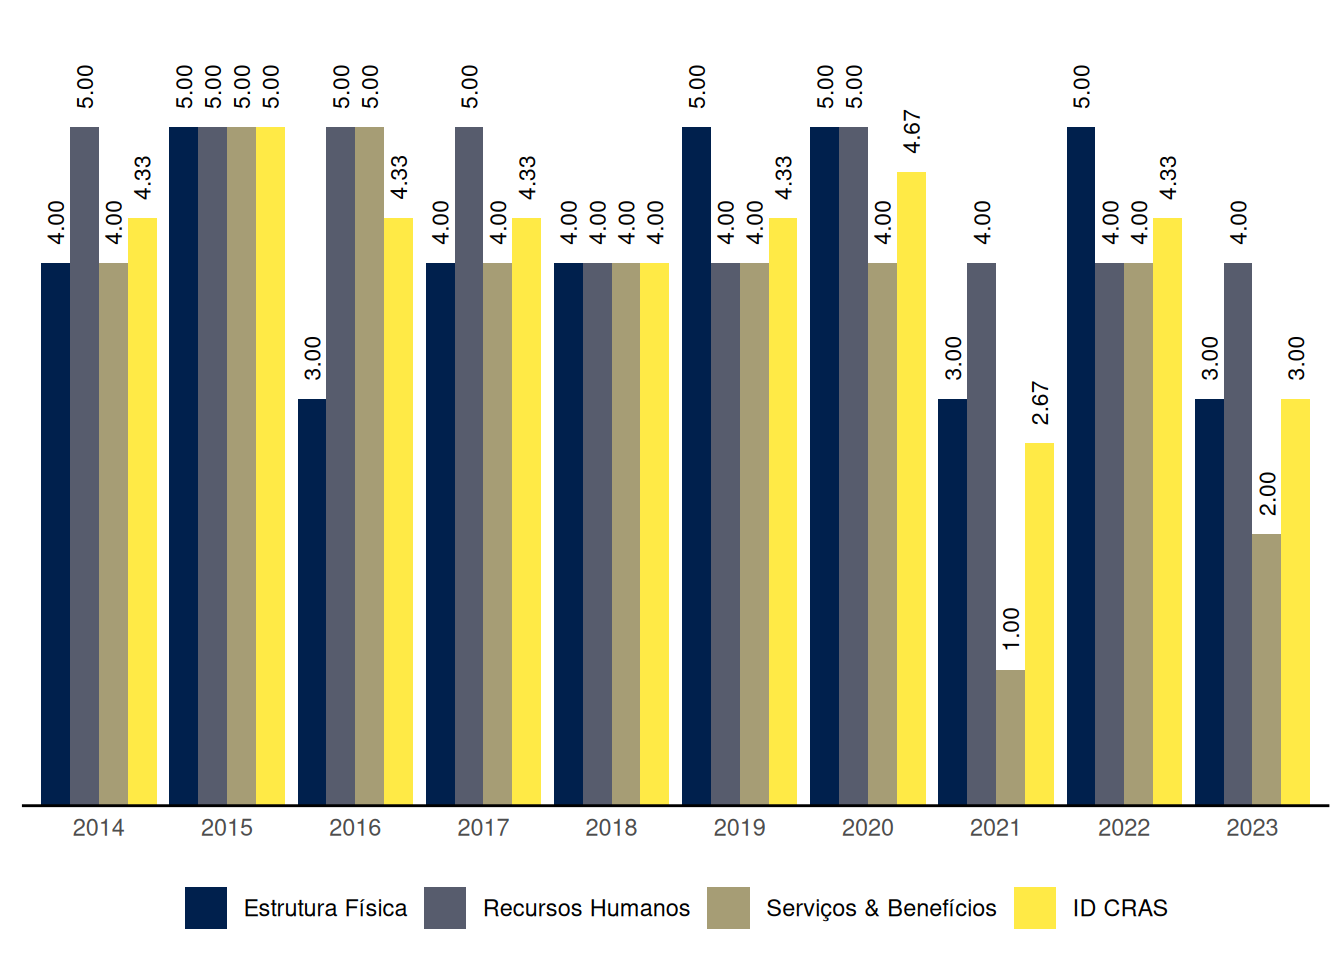 4.00 5.00 4.00 4.33
5.00 5.00 5.00 5.00
3.00 5.00 5.00 4.33
4.00 5.00 4.00 4.33
4.00 4.00 4.00 4.00
5.00 4.00 4.00 4.33
5.00 5.00 4.00 4.67
3.00 4.00 1.00 2.67
5.00 4.00 4.00 4.33
3.00 4.00 2.00 3.00
2014 2015 2016 2017 2018 2019 2020 2021 2022 2023
Estrutura Física Recursos Humanos Serviços & Benefícios ID CRAS